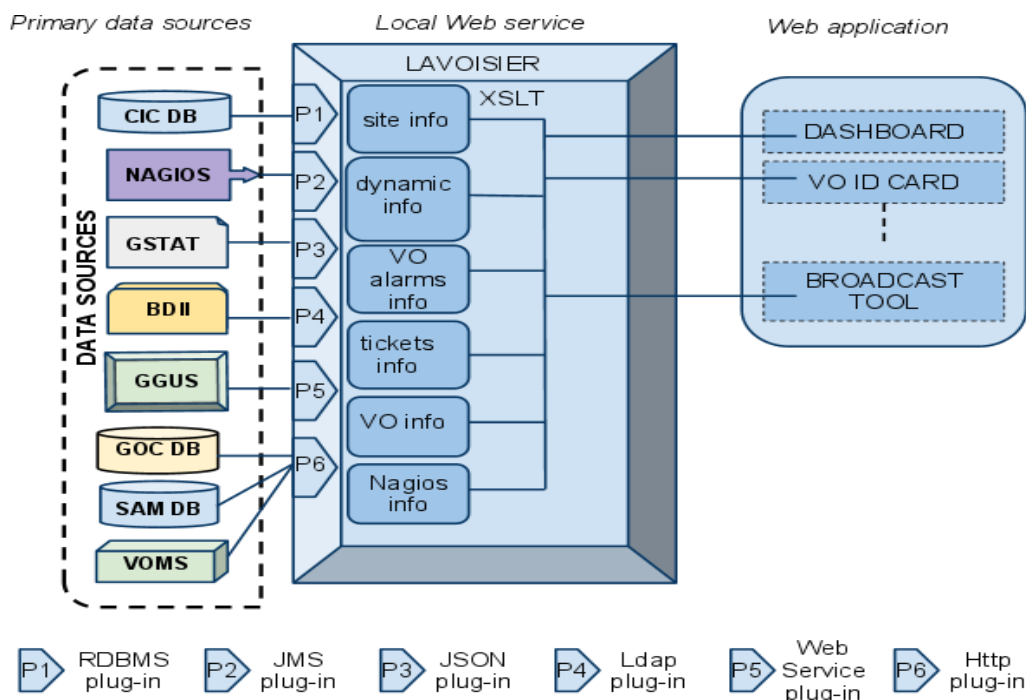 Primary data sources
Local Web service
Web application
LAVOISIER
XSLT
DATA SOURCES
CIC DB
NAGIOS
GSTAT
BDII
GGUS
GOC DB
SAM DB
VOMS
P1
P2
P3
P4
P5
P6
site info
dynamic
info
VO
alarms
info
tickets
info
VO info
Nagios
info
DASHBOARD
VO ID CARD
BROADCAST
TOOL
P1
RDBMS
plug-in
P2
JMS
plug-in
P3
JSON
plug-in
P4
Ldap
plug-in
P5
Web
Service
plug-in
P6
Http
plug-in